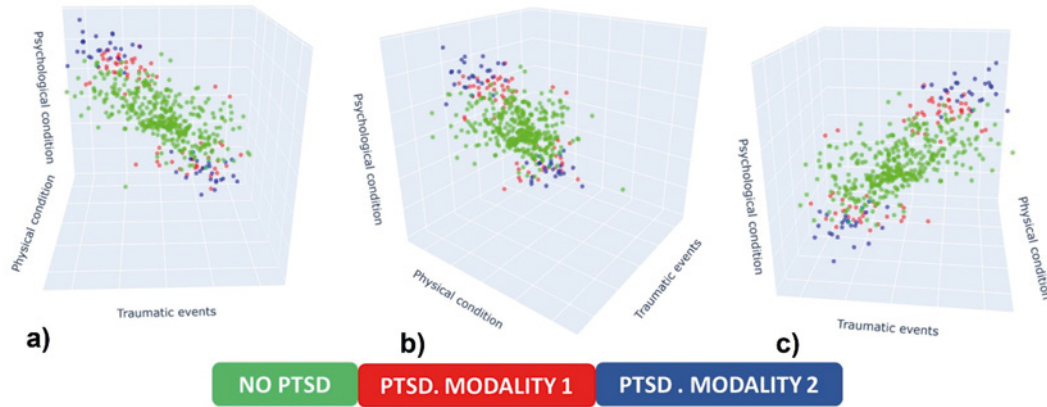 Psychological condition
Physical condition
Traumatic events
a)
Psychological condition
Physical condition
Traumatic events
b)
Psychological condition
Traumatic events
Physical condition
c)
NO PTSD
PTSD. MODALITY 1
PTSD . MODALITY 2